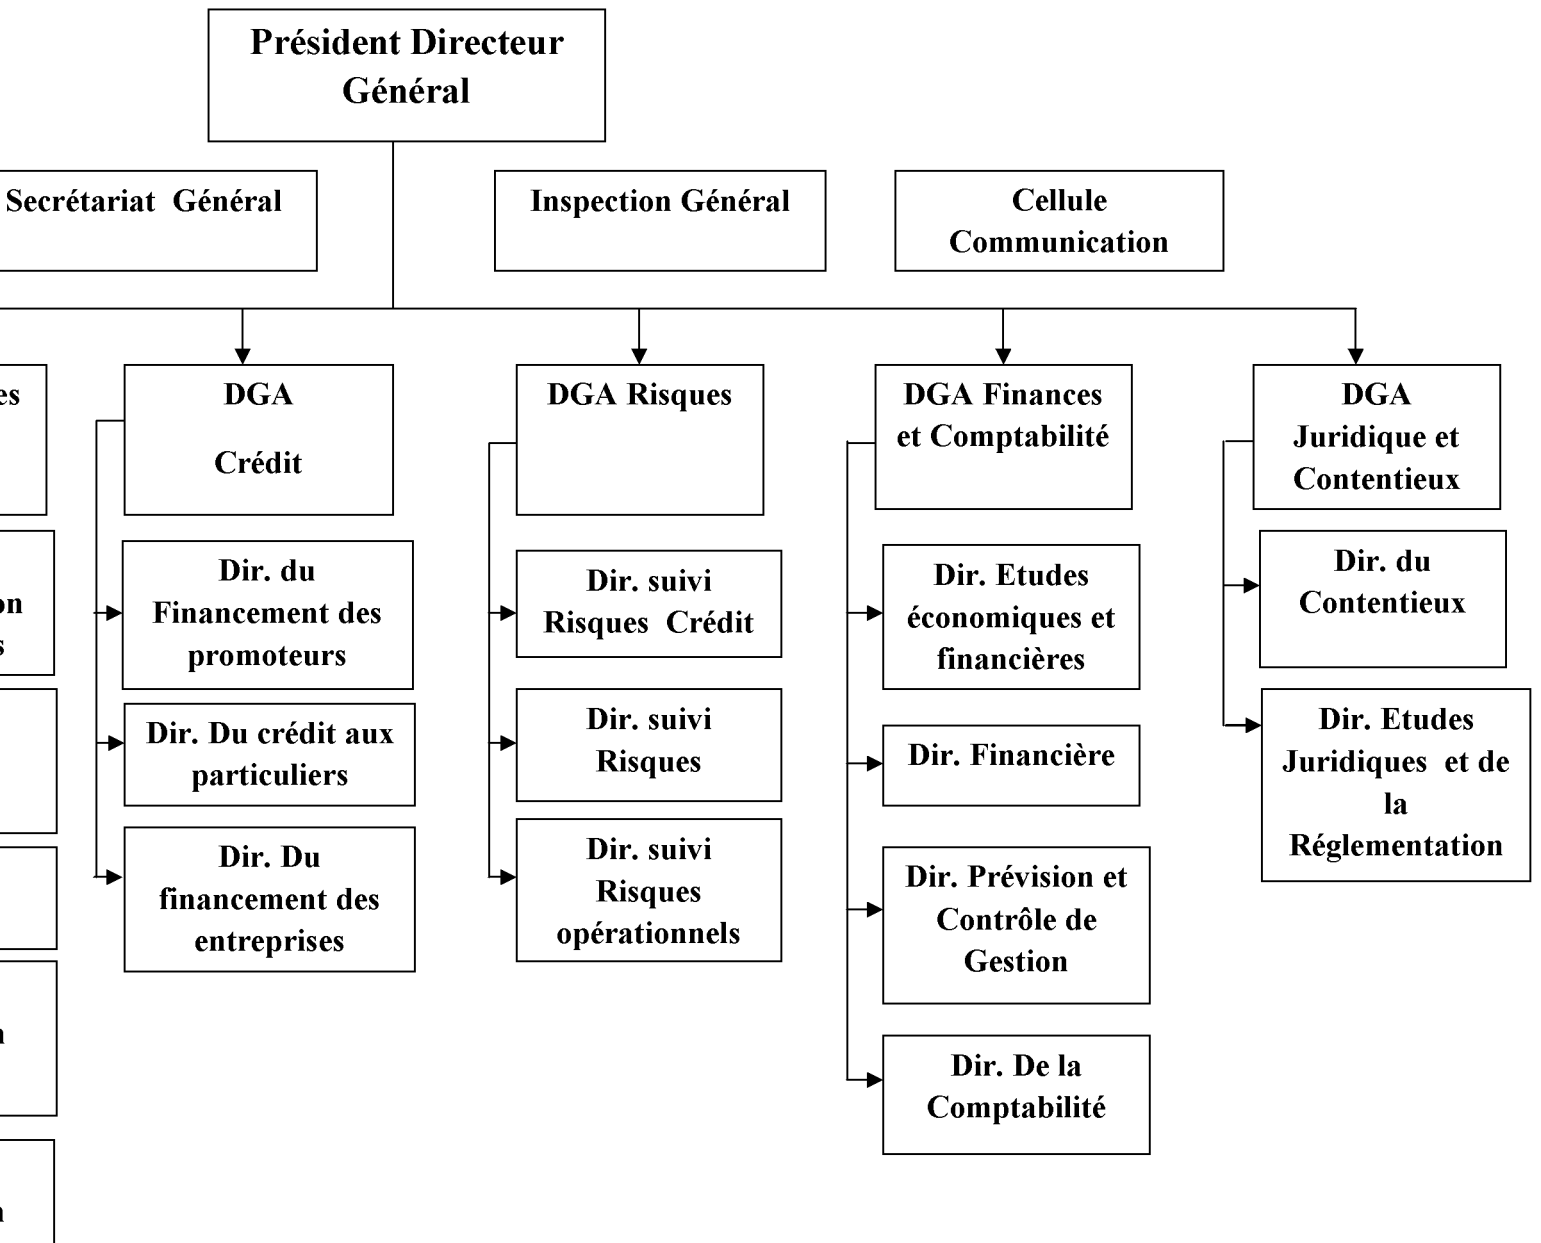 Président Directeur
Général
Secrétariat  Général
Inspection Général
Cellule
Communication
DGA
Crédit
DGA Risques
DGA Finances
et Comptabilité
DGA
Juridique et
Contentieux
Dir. du
Financement des
promoteurs
Dir. Du crédit aux
particuliers
Dir. Du
financement des
entreprises
Dir. suivi
Risques  Crédit
Dir. suivi
Risques
Dir. suivi
Risques
opérationnels
Dir. Etudes
économiques et
financières
Dir. Financière
Dir. Prévision et
Contrôle de
Gestion
Dir. De la
Comptabilité
Dir. du
Contentieux
Dir. Etudes
Juridiques  et de
la
Réglementation